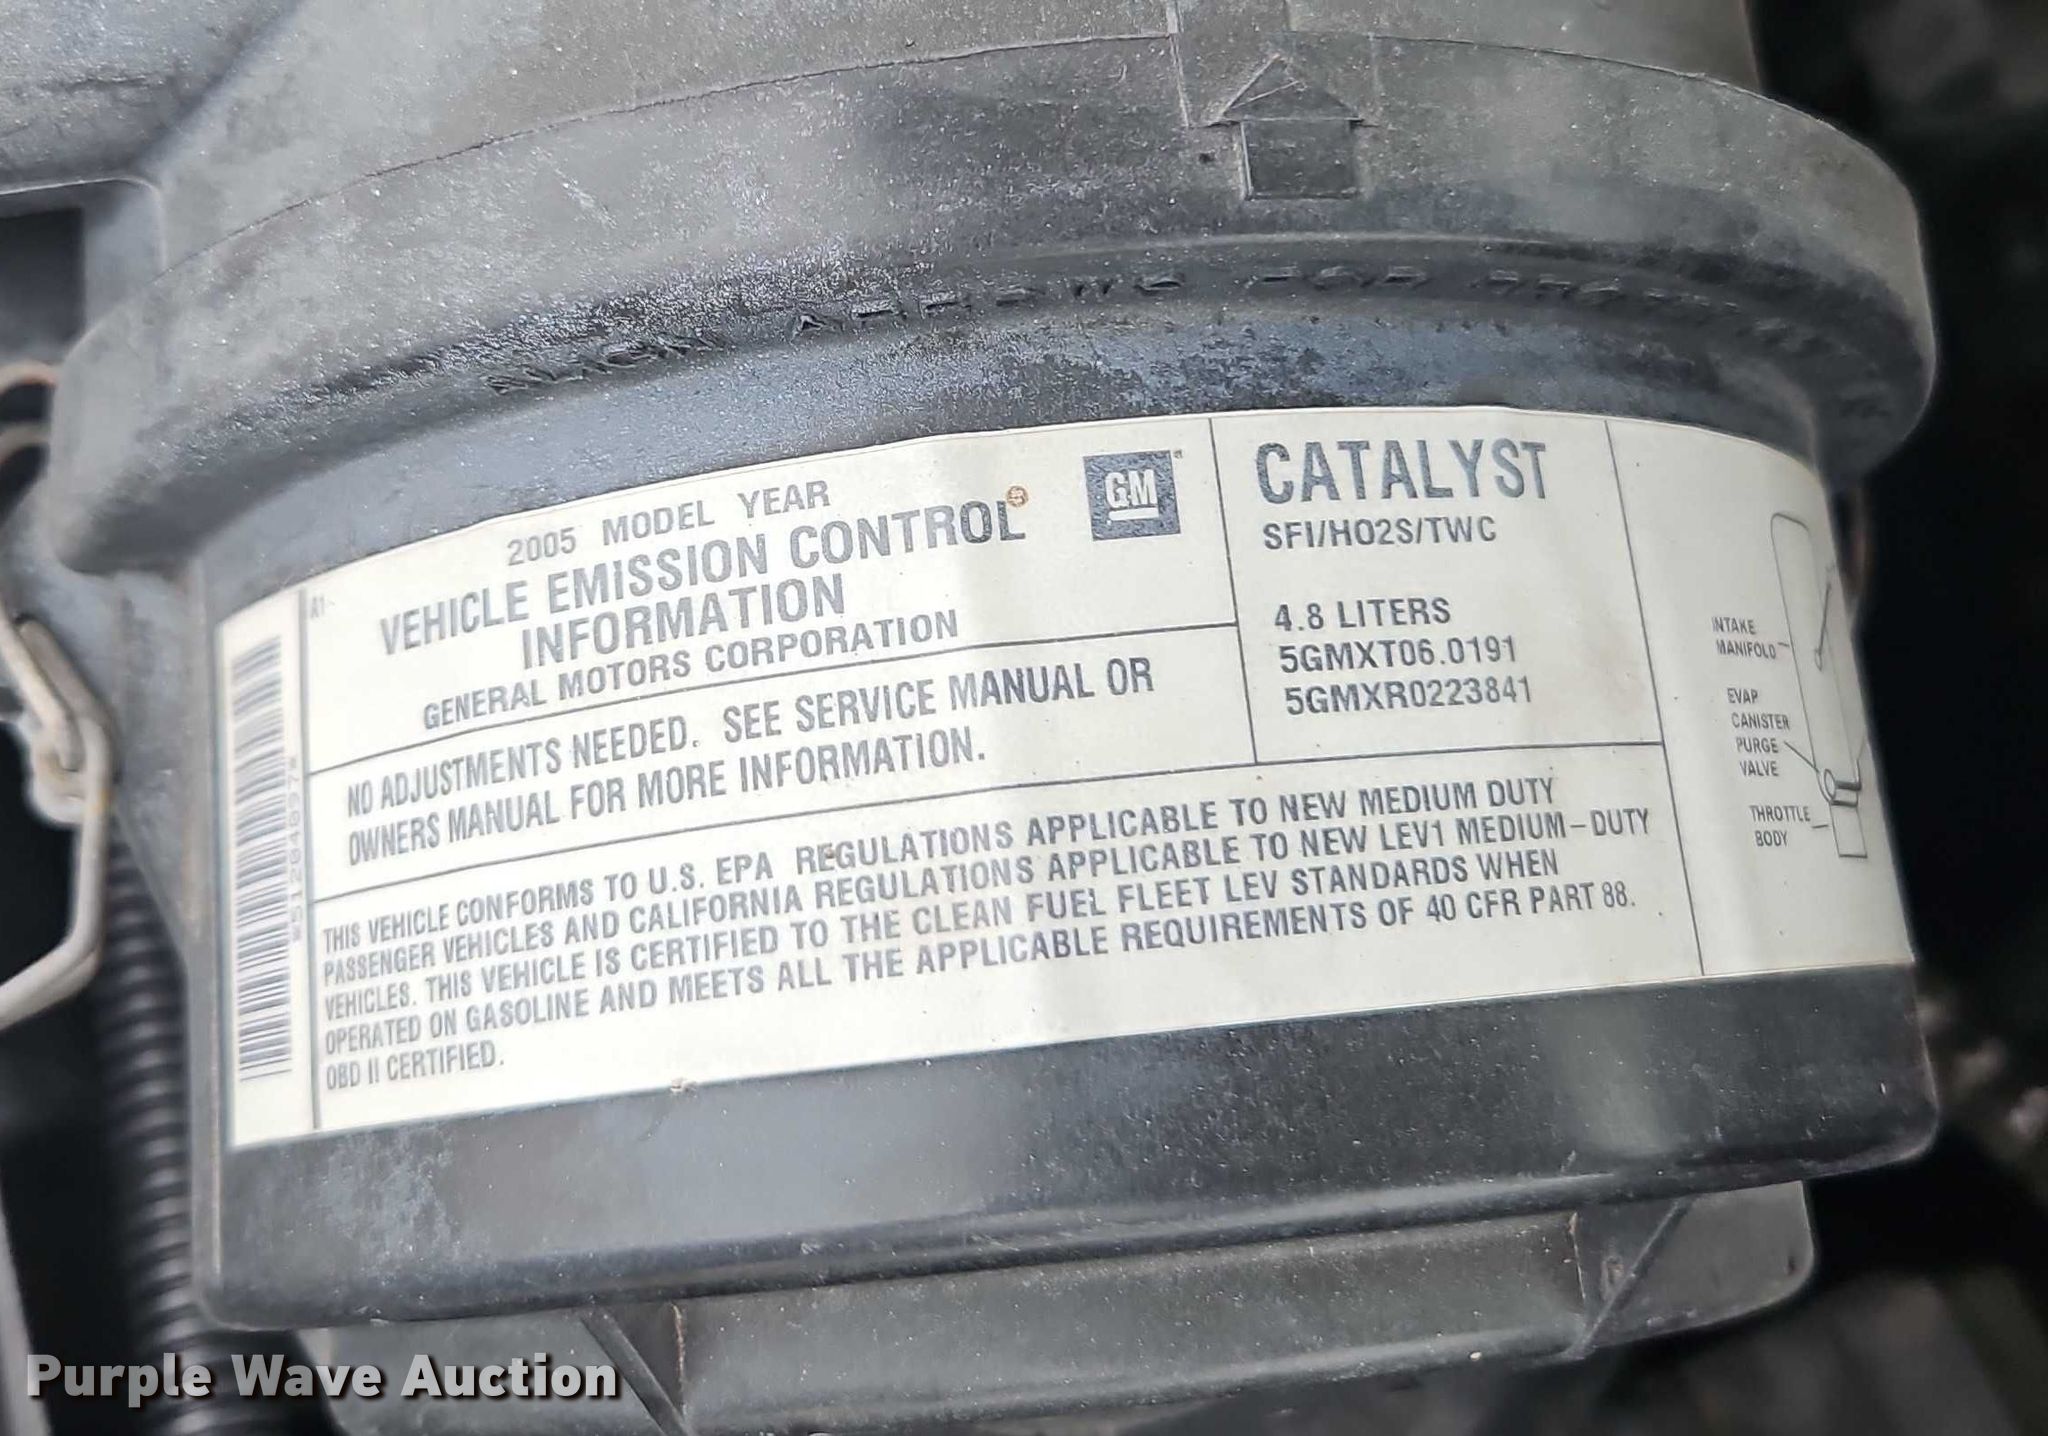 ALIGN ARROWS FOR
2005 MODEL YEAR
VEHICLE EMISSION CONTROL
INFORMATION
GENERAL MOTORS CORPORATION
GM
NO ADJUSTMENTS NEEDED. SEE SERVICE MANUAL OR
OWNERS MANUAL FOR MORE INFORMATION.
CATALYST
SFI/HO2S/TWC
4.8 LITERS
5GMXT06.0191
5GMXR0223841
THIS VEHICLE CONFORMS TO U.S. EPA REGULATIONS APPLICABLE TO NEW MEDIUM DUTY
PASSENGER VEHICLES AND CALIFORNIA REGULATIONS APPLICABLE TO NEW LEV1 MEDIUM-DUTY
VEHICLES. THIS VEHICLE IS CERTIFIED TO THE CLEAN FUEL FLEET LEV STANDARDS WHEN
OPERATED ON GASOLINE AND MEETS ALL THE APPLICABLE REQUIREMENTS OF 40 CFR PART 88.
OBD II CERTIFIED.
INTAKE
MANIFOLD
EVAP
CANISTER
PURGE
VALVE
THROTTLE
BODY
Purple Wave Auction